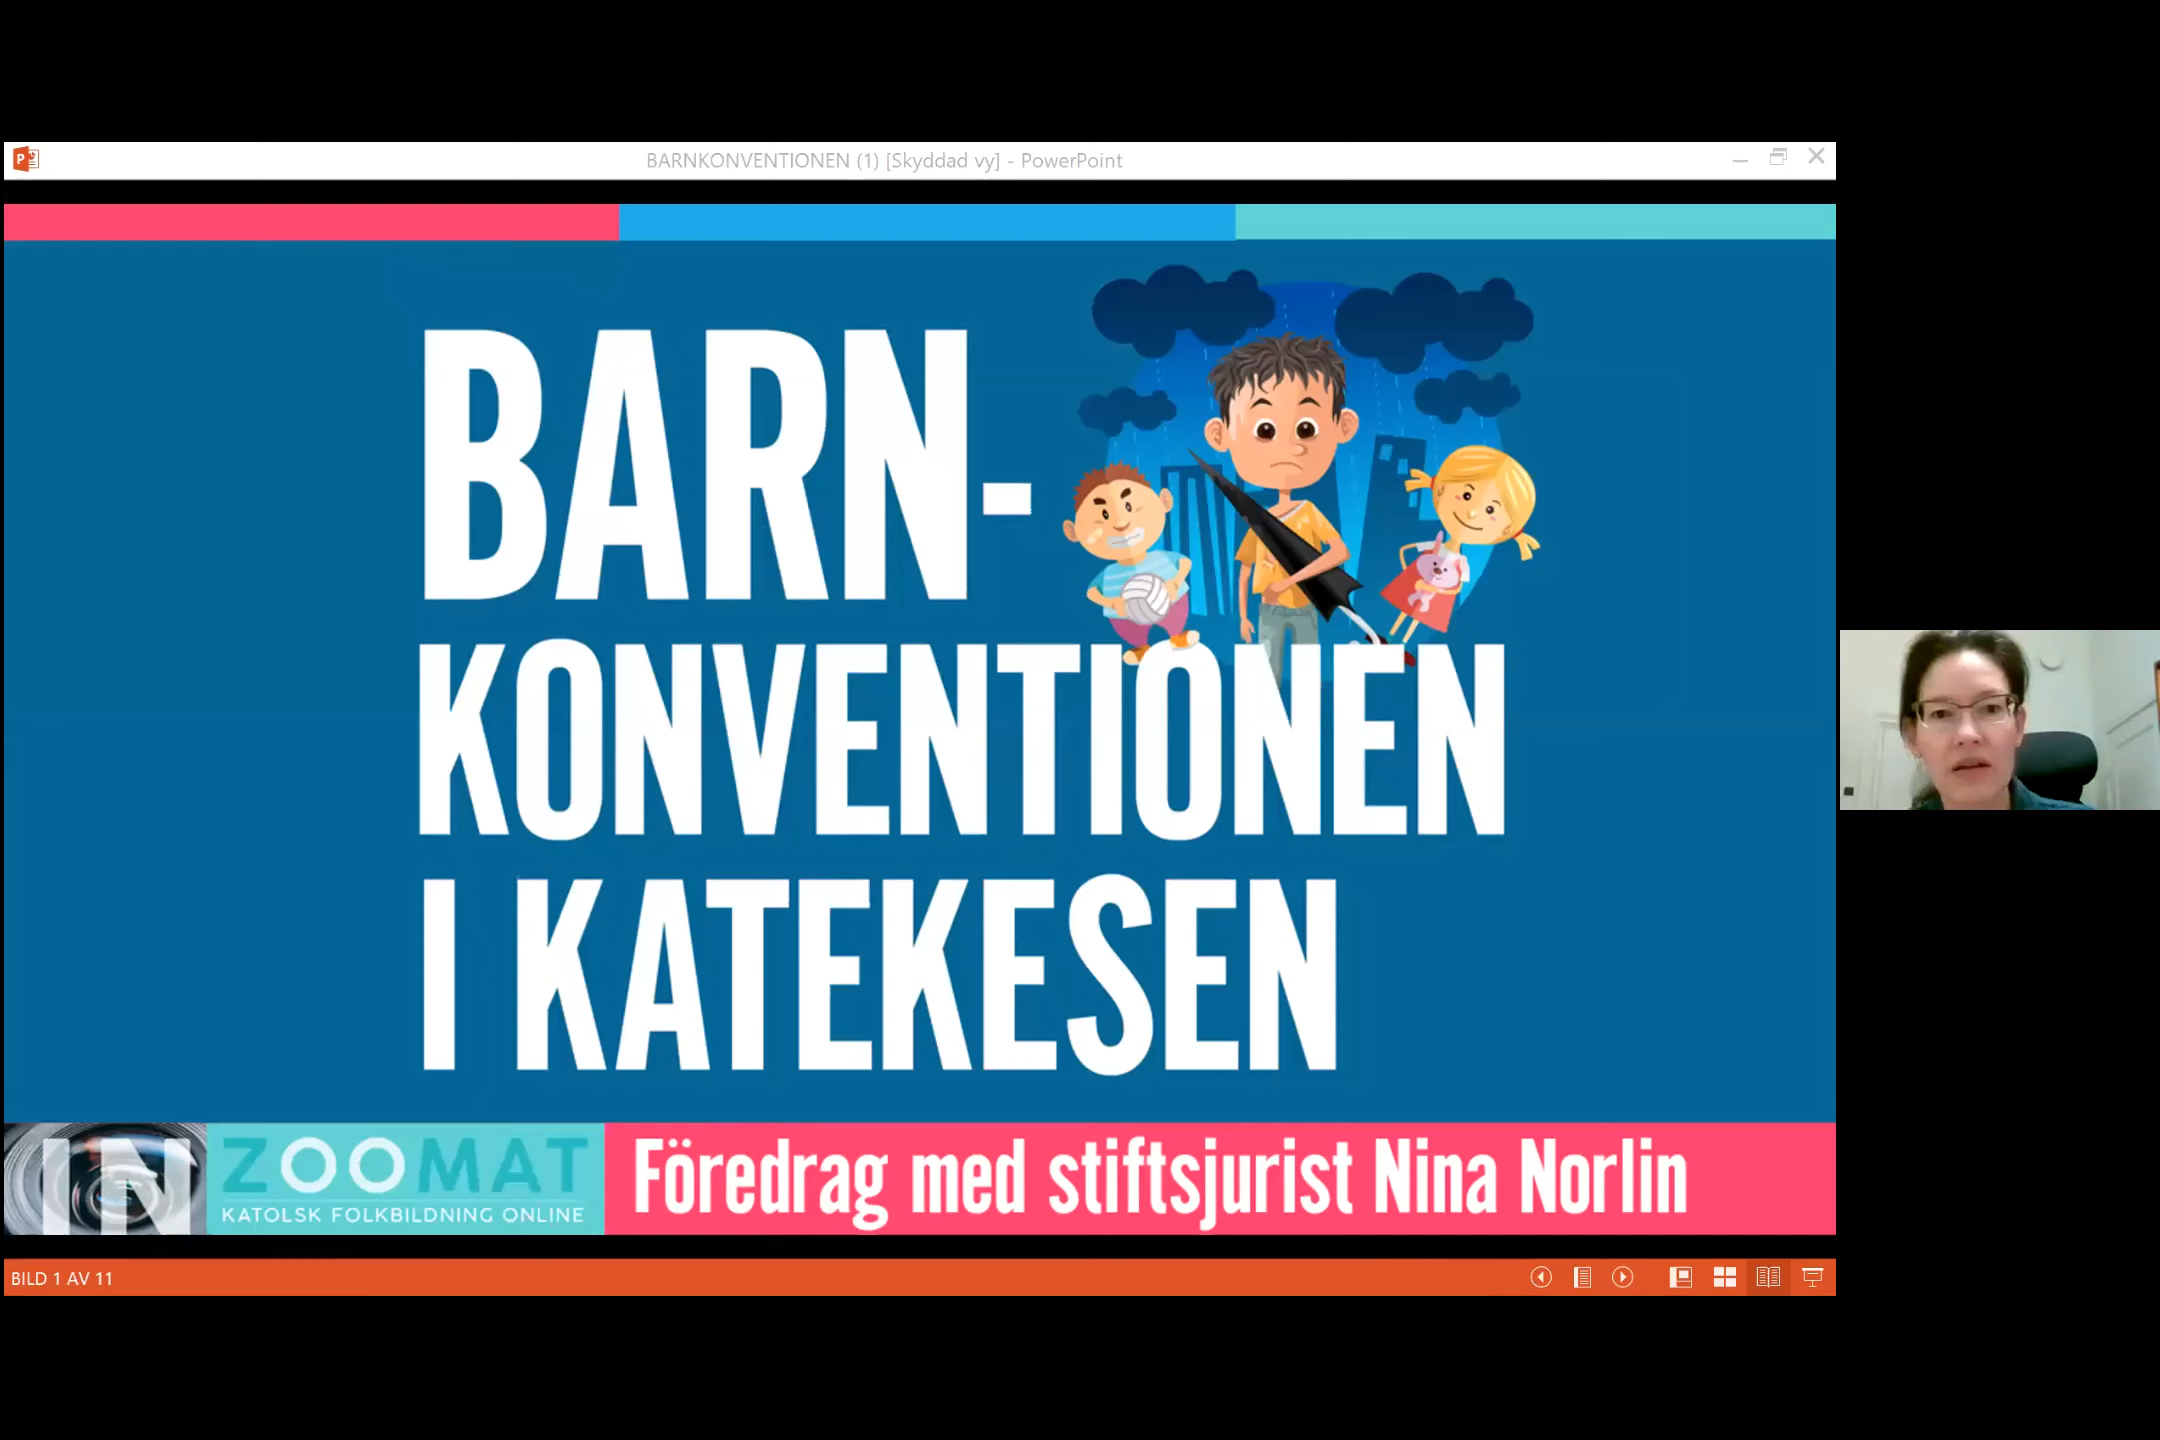 BARNKONVENTIONEN (1) [Skyddad vy] - PowerPoint
BARN-
KONVENTIONEN
I KATEKESEN
IN ZOOMAT
KATOLSK FOLKBILDNING ONLINE
Föredrag med stiftsjurist Nina Norlin
BILD 1 AV 11